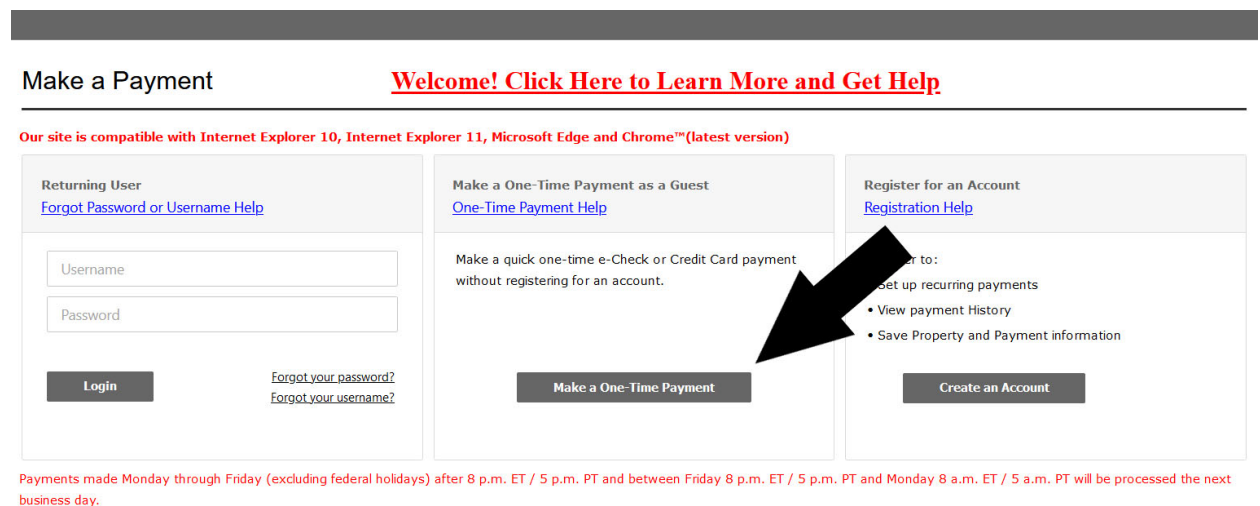 Make a Payment
Welcome! Click Here to Learn More and Get Help
Our site is compatible with Internet Explorer 10, Internet Explorer 11, Microsoft Edge and Chrome™(latest version)
Returning User
Forgot Password or Username Help
Username
Password
Login
Forgot your password?
Forgot your username?
Make a One-Time Payment as a Guest
One-Time Payment Help
Make a quick one-time e-Check or Credit Card payment
without registering for an account.
Make a One-Time Payment
Register for an Account
Registration Help
to:
Set up recurring payments
• View payment History
• Save Property and Payment information
Create an Account
Payments made Monday through Friday (excluding federal holidays) after 8 p.m. ET / 5 p.m. PT and between Friday 8 p.m. ET / 5 p.m. PT and Monday 8 a.m. ET / 5 a.m. PT will be processed the next
business day.